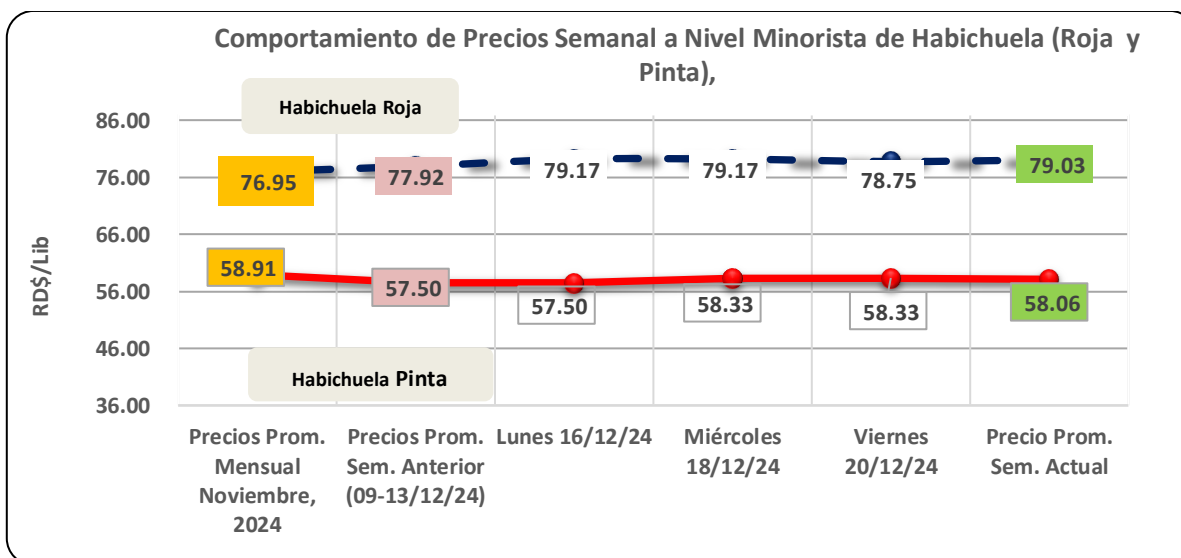 Comportamiento de Precios Semanal a Nivel Minorista de Habichuela (Roja y
Pinta),
Habichuela Roja
86.00
76.00
66.00
56.00
46.00
36.00
RD$/Lib
76.95
77.92
79.17
79.17
78.75
79.03
58.91
57.50
57.50
58.33
58.33
58.06
Habichuela Pinta
Precios Prom.
Mensual
Noviembre,
2024
Precios Prom.
Sem. Anterior
(09-13/12/24)
Lunes 16/12/24
Miércoles
18/12/24
Viernes
20/12/24
Precio Prom.
Sem. Actual